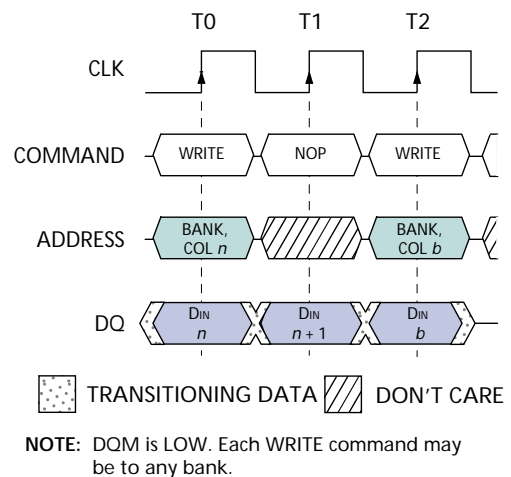 T0 T1 T2
CLK
COMMAND WRITE NOP WRITE
ADDRESS BANK, COL n BANK, COL b
DQ DIN n DIN n + 1 DIN b
TRANSITIONING DATA DON'T CARE
NOTE: DQM is LOW. Each WRITE command may
be to any bank.